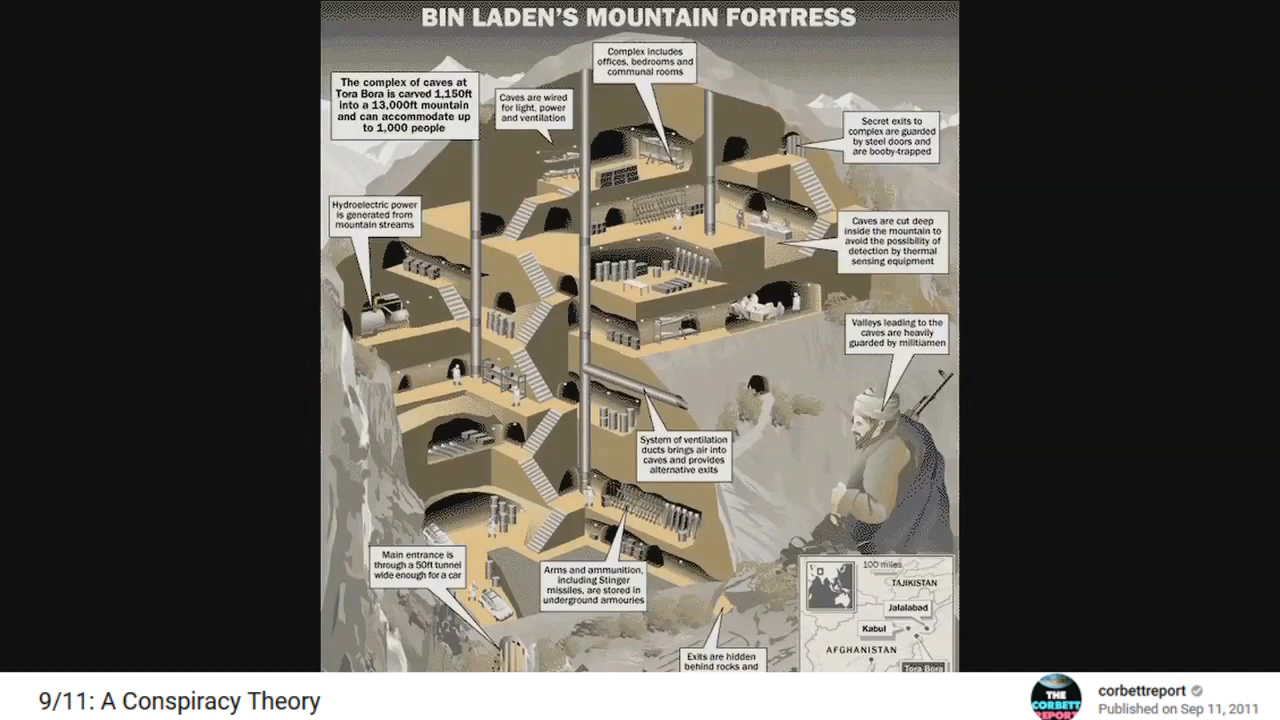 BIN LADEN'S MOUNTAIN FORTRESS
Complex includes
offices, bedrooms and
communal rooms
The complex of caves at
Tora Bora is carved 1,150ft
into a 13,000ft mountain
and can accommodate up
to 1,000 people
Caves are wired
for light, power
and ventilation
Secret exits to
complex are guarded
by steel doors and
are booby-trapped
Hydroelectric power
is generated from
mountain streams
Caves are cut deep
inside the mountain to
avoid the possibility of
detection by thermal
sensing equipment
Valleys leading to the
caves are heavily
guarded by militiamen
System of ventilation
ducts brings air into
caves and provides
alternative exits
Main entrance is
through a 50ft tunnel
wide enough for a car
Arms and ammunition,
including Stinger
missiles, are stored in
underground armouries
Exits are hidden
behind rocks and
100 miles
TAJIKISTAN
Jalalabad
Kabul
AFGHANISTAN
Tora Bora
9/11: A Conspiracy Theory
THE
CORBETT
REPORT
corbettreport
Published on Sep 11, 2011